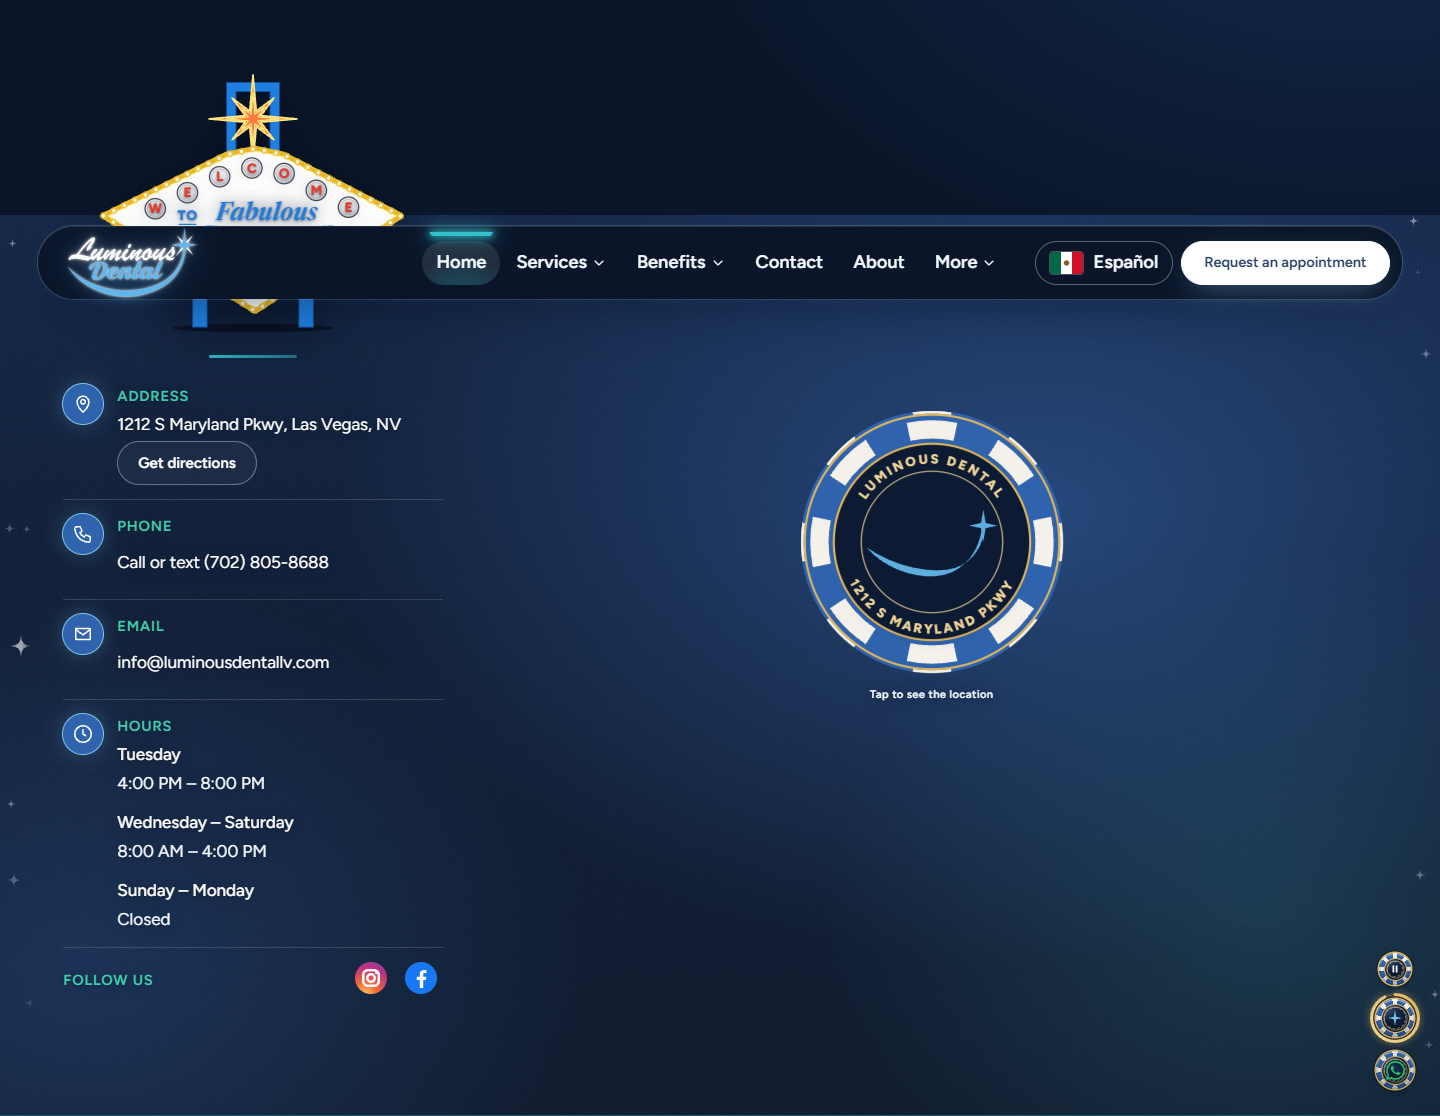 WELCOME
TO Fabulous
Luminous
Dental
Home
Services
Benefits
Contact
About
More
Español
Request an appointment
ADDRESS
1212 S Maryland Pkwy, Las Vegas, NV
Get directions
PHONE
Call or text (702) 805-8688
EMAIL
info@luminousdentallv.com
HOURS
Tuesday
4:00 PM – 8:00 PM
Wednesday – Saturday
8:00 AM – 4:00 PM
Sunday – Monday
Closed
FOLLOW US
LUMINOUS DENTAL
1212 S MARYLAND PKWY
Tap to see the location